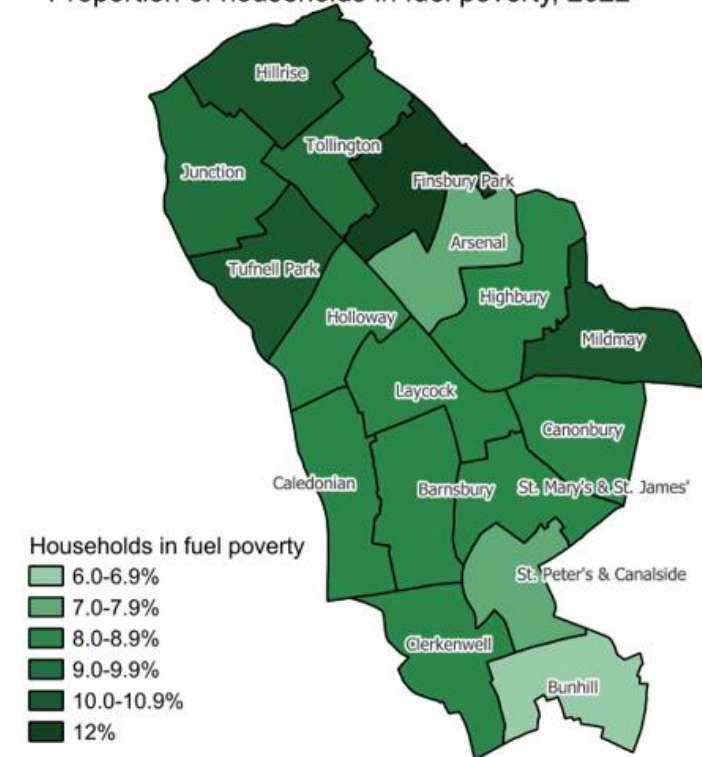 Proportion of households in fuel poverty, 2022
Hillrise
Tollington
Junction
Finsbury Park
Arsenal
Tufnell Park
Highbury
Holloway
Mildmay
Laycock
Canonbury
Caledonian
Barnsbury
St. Mary's & St. James'
St. Peter's & Canalside
Clerkenwell
Bunhill
Households in fuel poverty
6.0-6.9%
7.0-7.9%
8.0-8.9%
9.0-9.9%
10.0-10.9%
12%